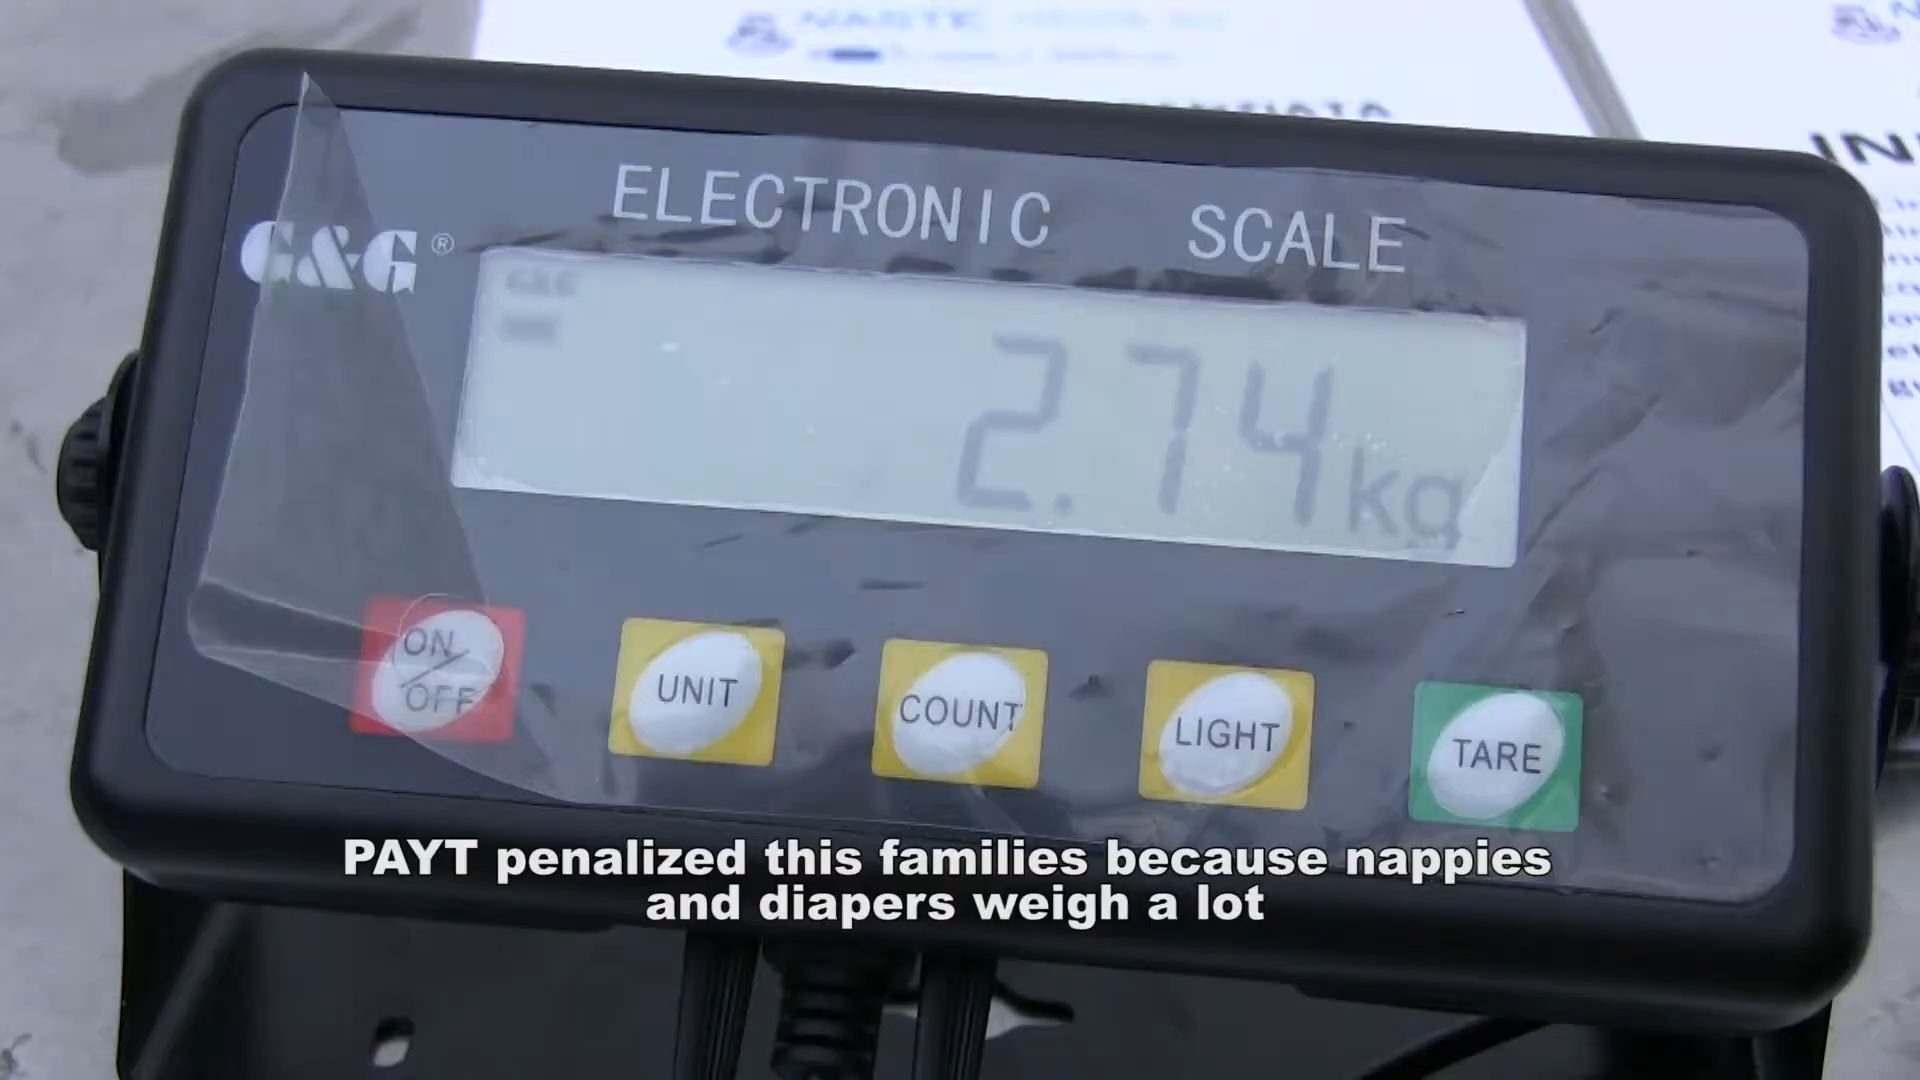 ELECTRONIC SCALE
G&G®
2.74kg
ON/OFF
UNIT
COUNT
LIGHT
TARE
PAYT penalized this families because nappies
and diapers weigh a lot